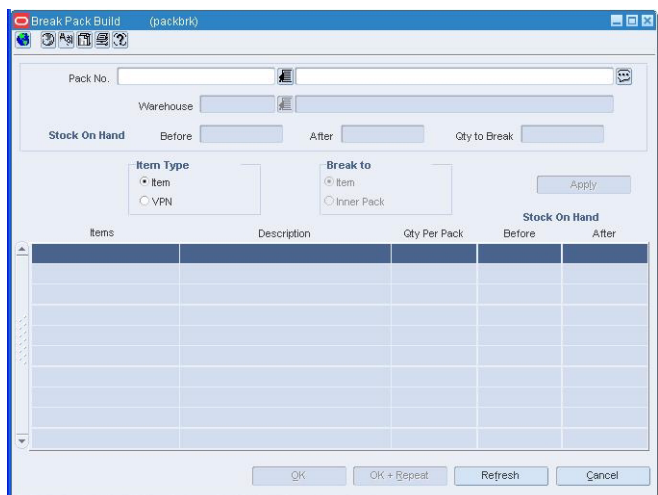 Break Pack Build (packbrk)
Pack No.
Warehouse
Stock On Hand Before After Qty to Break
Item Type Break to
Item Item
VPN Inner Pack
Apply
Stock On Hand
Items Description Qty Per Pack Before After
OK OK + Repeat Refresh Cancel